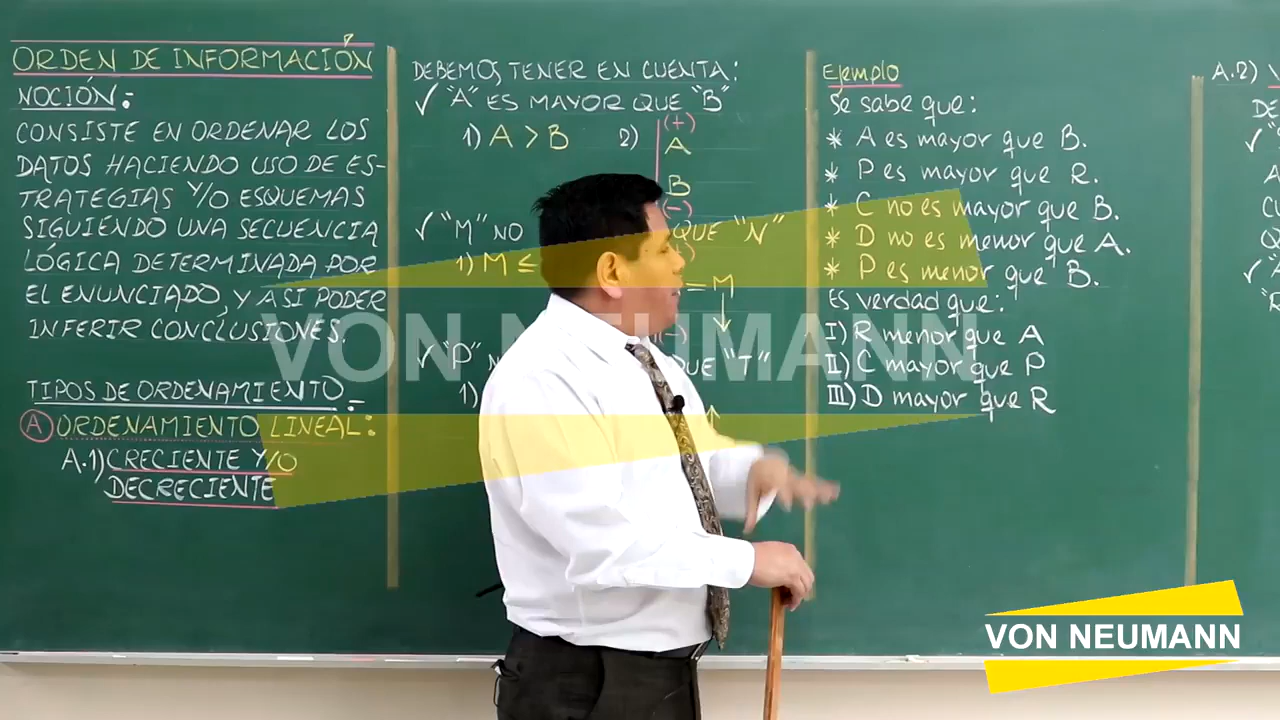 ORDEN DE INFORMACIÓN
NOCIÓN:
CONSISTE EN ORDENAR LOS
DATOS HACIENDO USO DE ES-
TRATEGIAS Y/O ESQUEMAS
SIGUIENDO UNA SECUENCIA
LÓGICA DETERMINADA POR
EL ENUNCIADO, Y ASI PODER
INFERIR CONCLUSIONES.
TIPOS DE ORDENAMIENTO
A ORDENAMIENTO LINEAL:
A.1) CRECIENTE Y/O
DECRECIENTE
DEBEMOS TENER EN CUENTA:
✓ "A" ES MAYOR QUE "B"
1) A > B 2) (+)
A
B
(-)
✓ "M" NO QUE "N"
1) M ≤
= M
(-)
✓ "P" QUE "T"
1)
Ejemplo
Se sabe que:
* A es mayor que B.
* P es mayor que R.
* C no es mayor que B.
* D no es menor que A.
* P es menor que B.
Es verdad que:
I) R menor que A
II) C mayor que P
III) D mayor que R
A.2)
DE
VON NEUMANN
VON NEUMANN